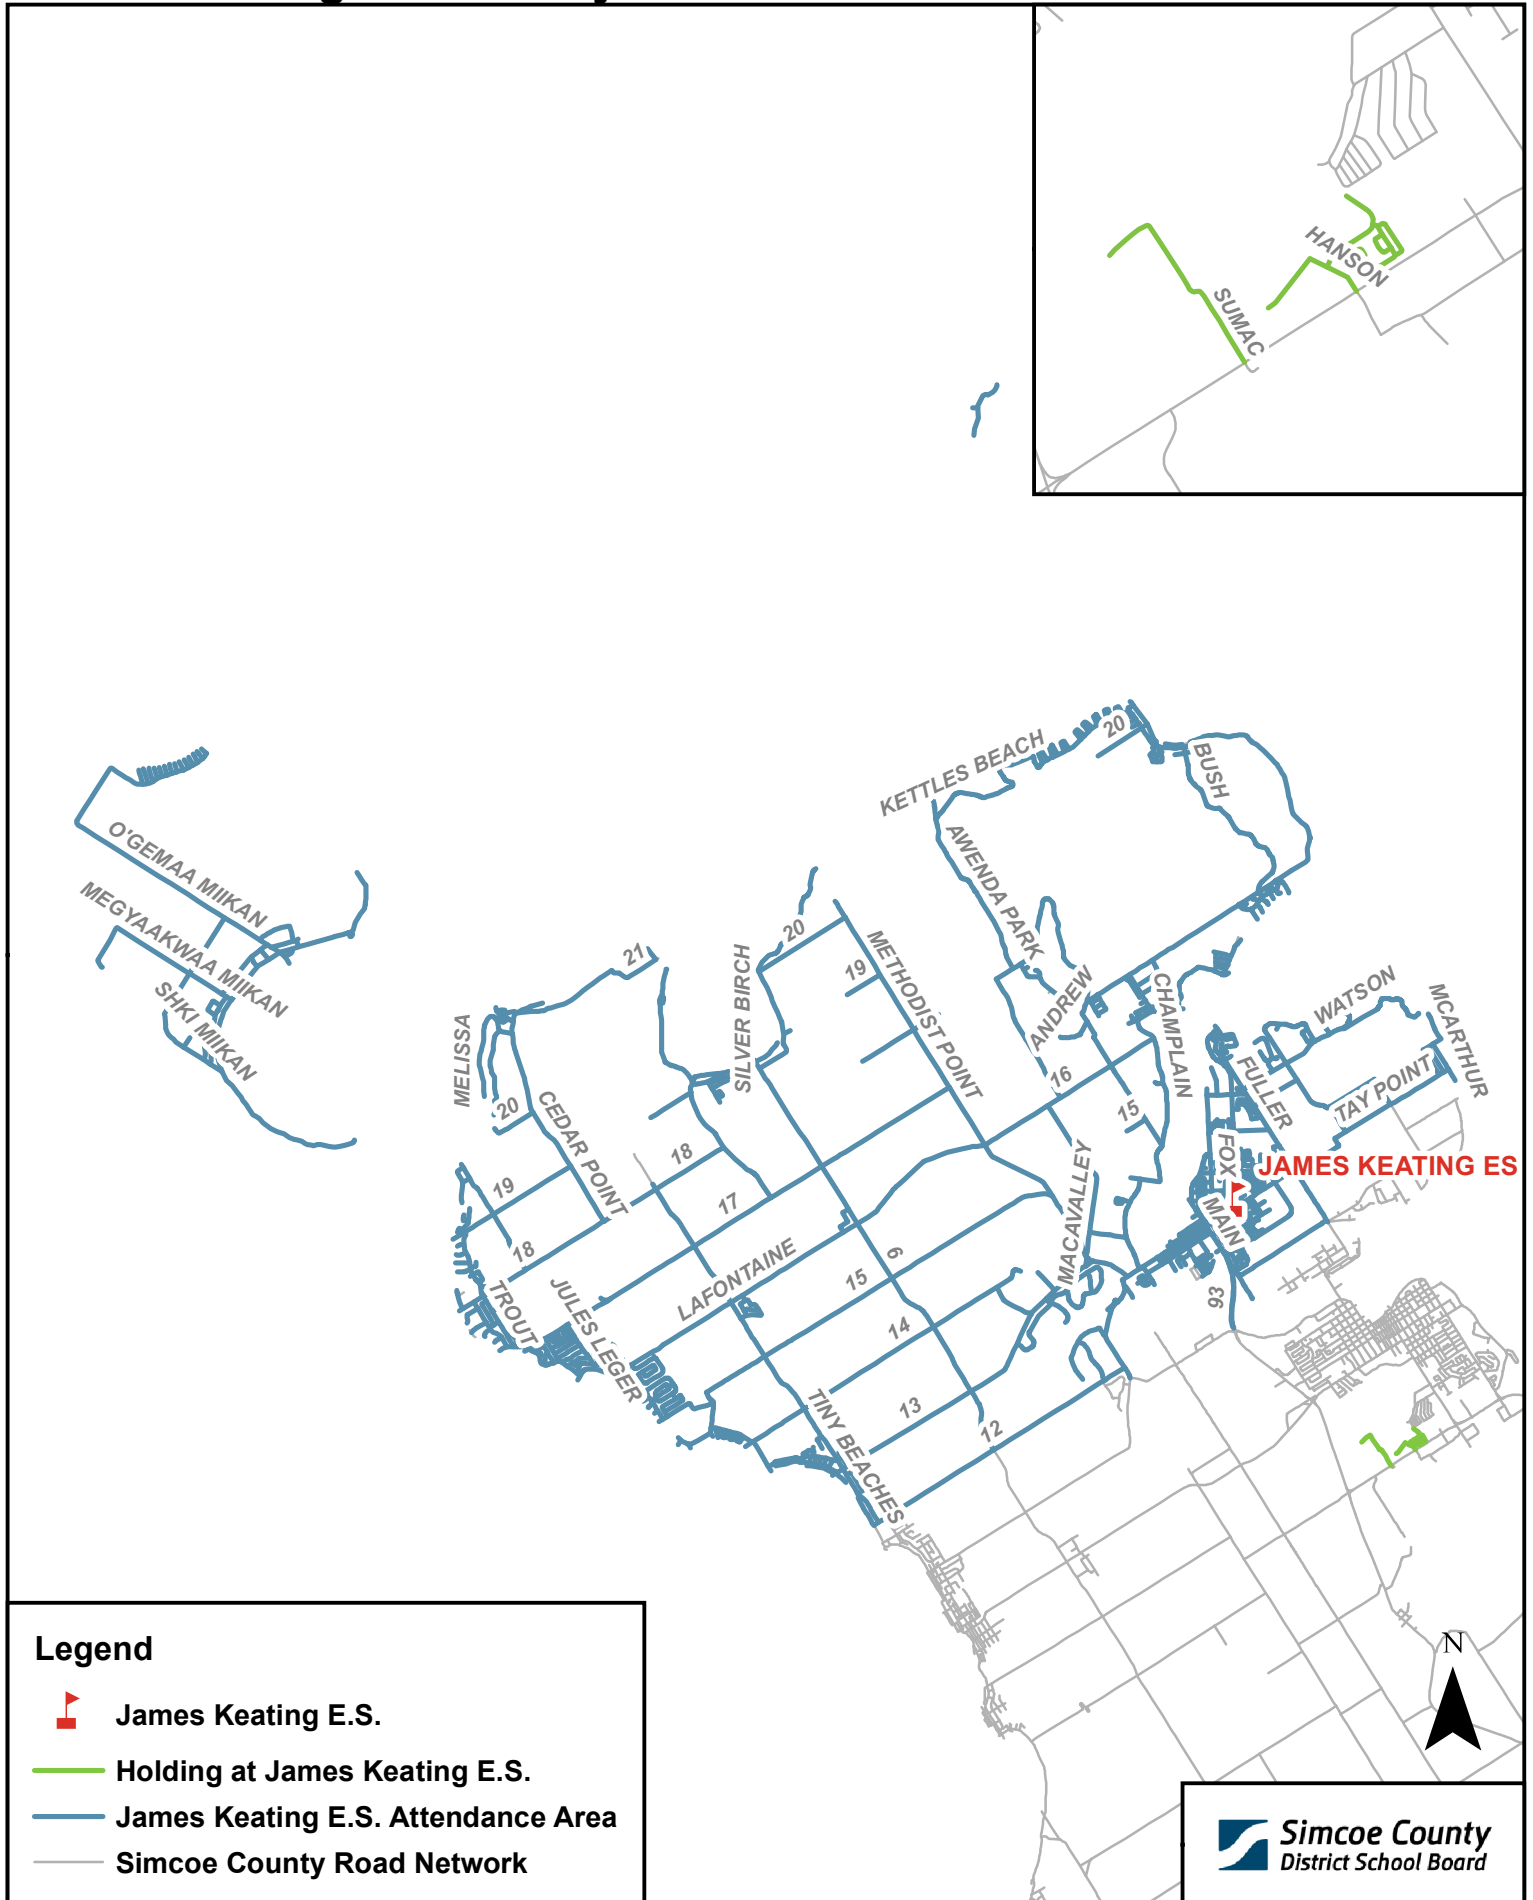 HANSON
SUMAC
KETTLES BEACH
20
BUSH
O'GEMAA MIIKAN
AWENDA PARK
MEGYAAKWAA MIIKAN
20
METHODIST POINT
21
SILVER BIRCH
19
ANDREW
CHAMPLAIN
WATSON
MCARTHUR
SHKI MIIKAN
MELISSA
FULLER
TAY POINT
16
20
CEDAR POINT
15
FOX
18
MACAVALLEY
JAMES KEATING ES
19
17
MAIN
18
LAFONTAINE
6
15
TROUT
JULES LEGER
93
14
TINY BEACHES
13
12
Legend
James Keating E.S.
Holding at James Keating E.S.
James Keating E.S. Attendance Area
Simcoe County Road Network
N
Simcoe County
District School Board